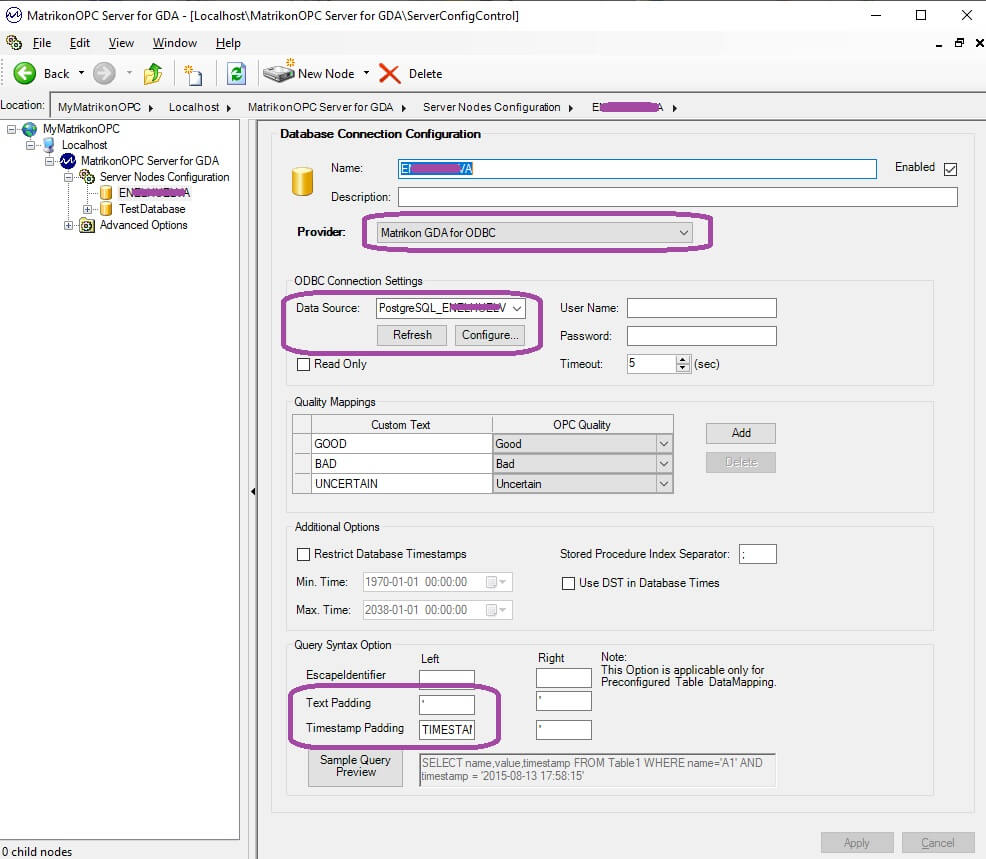 MatrikonOPC Server for GDA - [Localhost\MatrikonOPC Server for GDA\ServerConfigControl]
File Edit View Window Help
Back New Node Delete
Location: MyMatrikonOPC Localhost MatrikonOPC Server for GDA Server Nodes Configuration
MyMatrikonOPC
Localhost
MatrikonOPC Server for GDA
Server Nodes Configuration
TestDatabase
Advanced Options
0 child nodes
Database Connection Configuration
Name: Enabled
Description:
Provider: Matrikon GDA for ODBC
ODBC Connection Settings
Data Source: User Name:
Refresh Configure... Password:
Read Only Timeout: 5 (sec)
Quality Mappings
Custom Text OPC Quality
GOOD Good Add
BAD Bad Delete
UNCERTAIN Uncertain
Additional Options
Restrict Database Timestamps Stored Procedure Index Separator: ;
Min. Time: 1970-01-01 00:00:00 Use DST in Database Times
Max. Time: 2038-01-01 00:00:00
Query Syntax Option
Left Right Note:
This Option is applicable only for
Preconfigured Table DataMapping.
EscapeIdentifier
Text Padding ' '
Timestamp Padding TIMESTAM '
Sample Query
Preview
SELECT name,value,timestamp FROM Table1 WHERE name='A1' AND
timestamp = '2015-08-13 17:58:15'
Apply Cancel